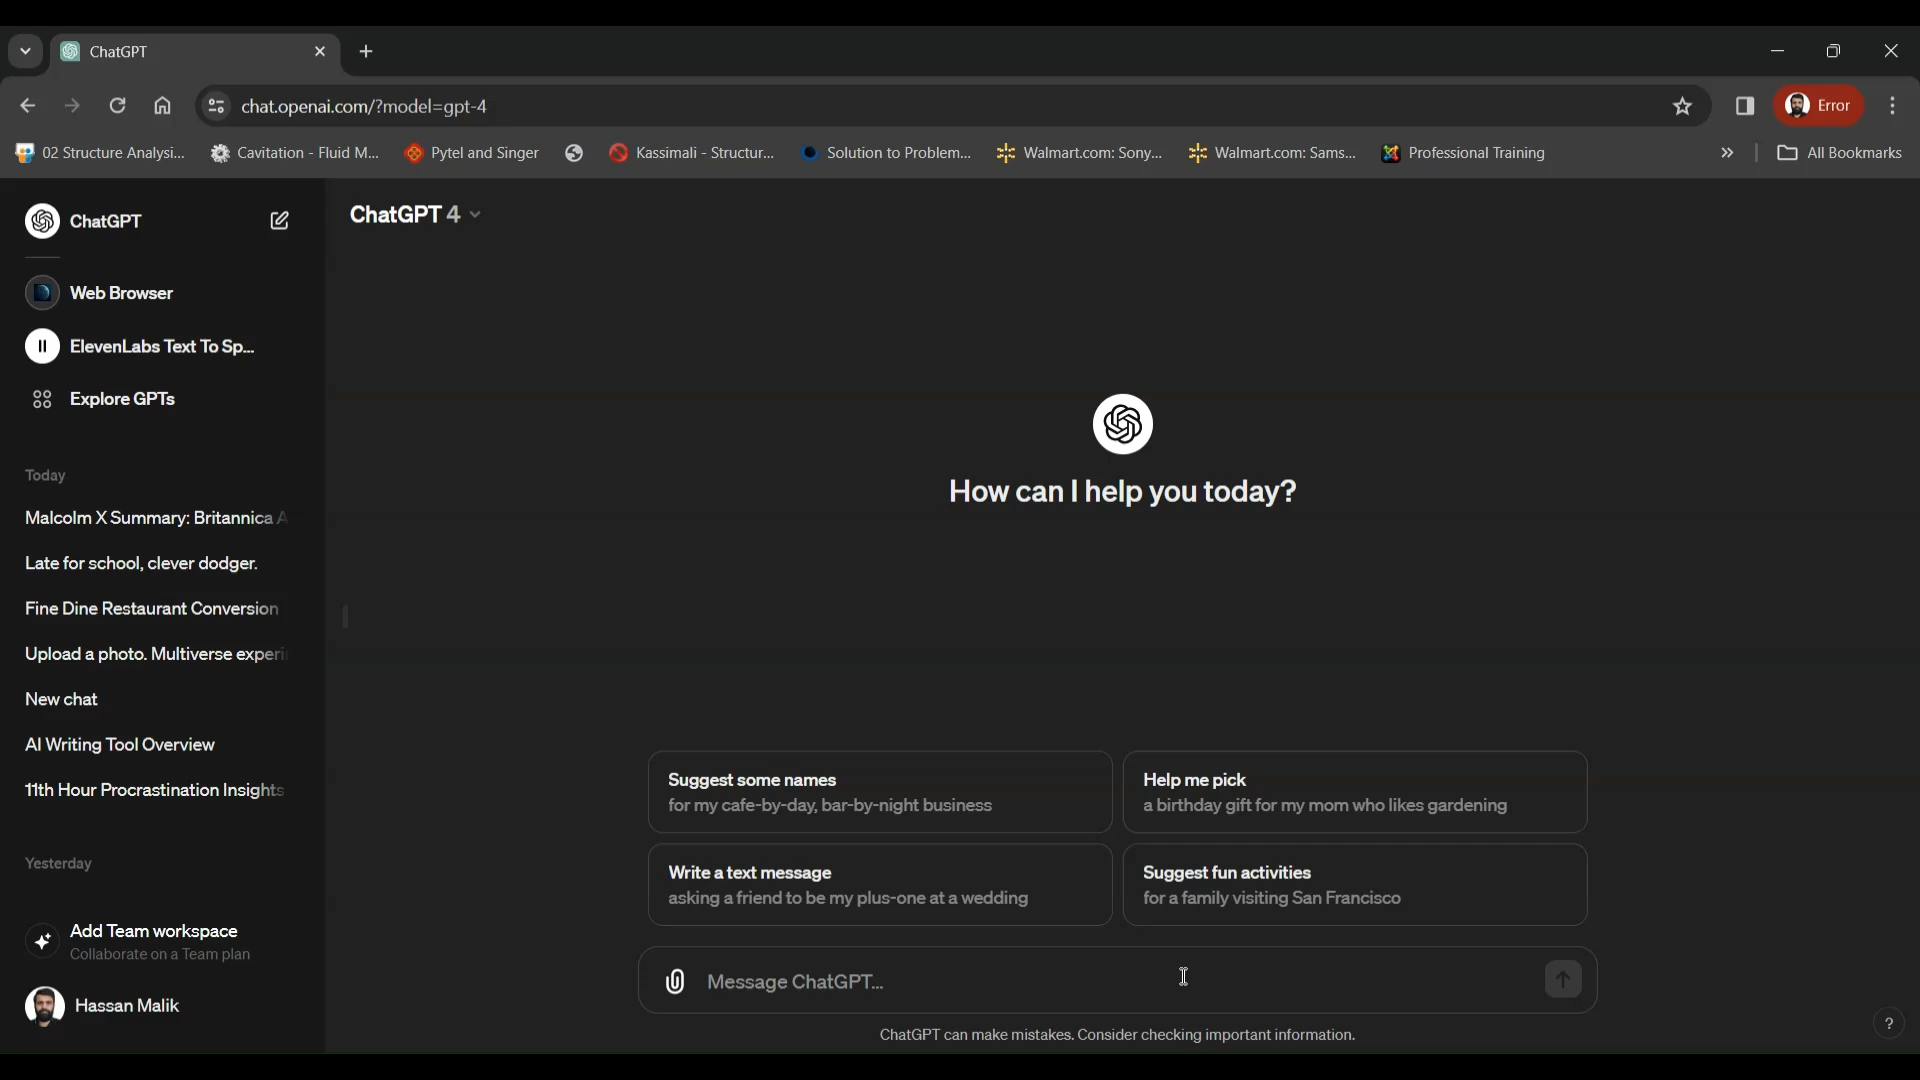 ChatGPT
chat.openai.com/?model=gpt-4
Error
02 Structure Analysi...
Cavitation - Fluid M...
Pytel and Singer
Kassimali - Structur...
Solution to Problem...
Walmart.com: Sony...
Walmart.com: Sams...
Professional Training
All Bookmarks
ChatGPT
Web Browser
ElevenLabs Text To Sp...
Explore GPTs
Today
Malcolm X Summary: Britannica A
Late for school, clever dodger.
Fine Dine Restaurant Conversion
Upload a photo. Multiverse experi
New chat
AI Writing Tool Overview
11th Hour Procrastination Insights
Yesterday
Add Team workspace
Collaborate on a Team plan
Hassan Malik
ChatGPT 4
How can I help you today?
Suggest some names
for my cafe-by-day, bar-by-night business
Help me pick
a birthday gift for my mom who likes gardening
Write a text message
asking a friend to be my plus-one at a wedding
Suggest fun activities
for a family visiting San Francisco
Message ChatGPT...
ChatGPT can make mistakes. Consider checking important information.
?